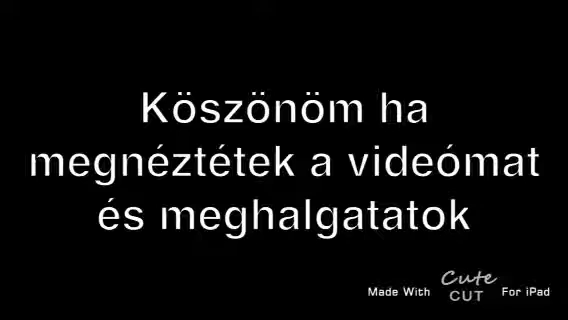 Köszönöm ha
megnéztétek a videómat
és meghalgatatok
Made With Cute CUT For iPad